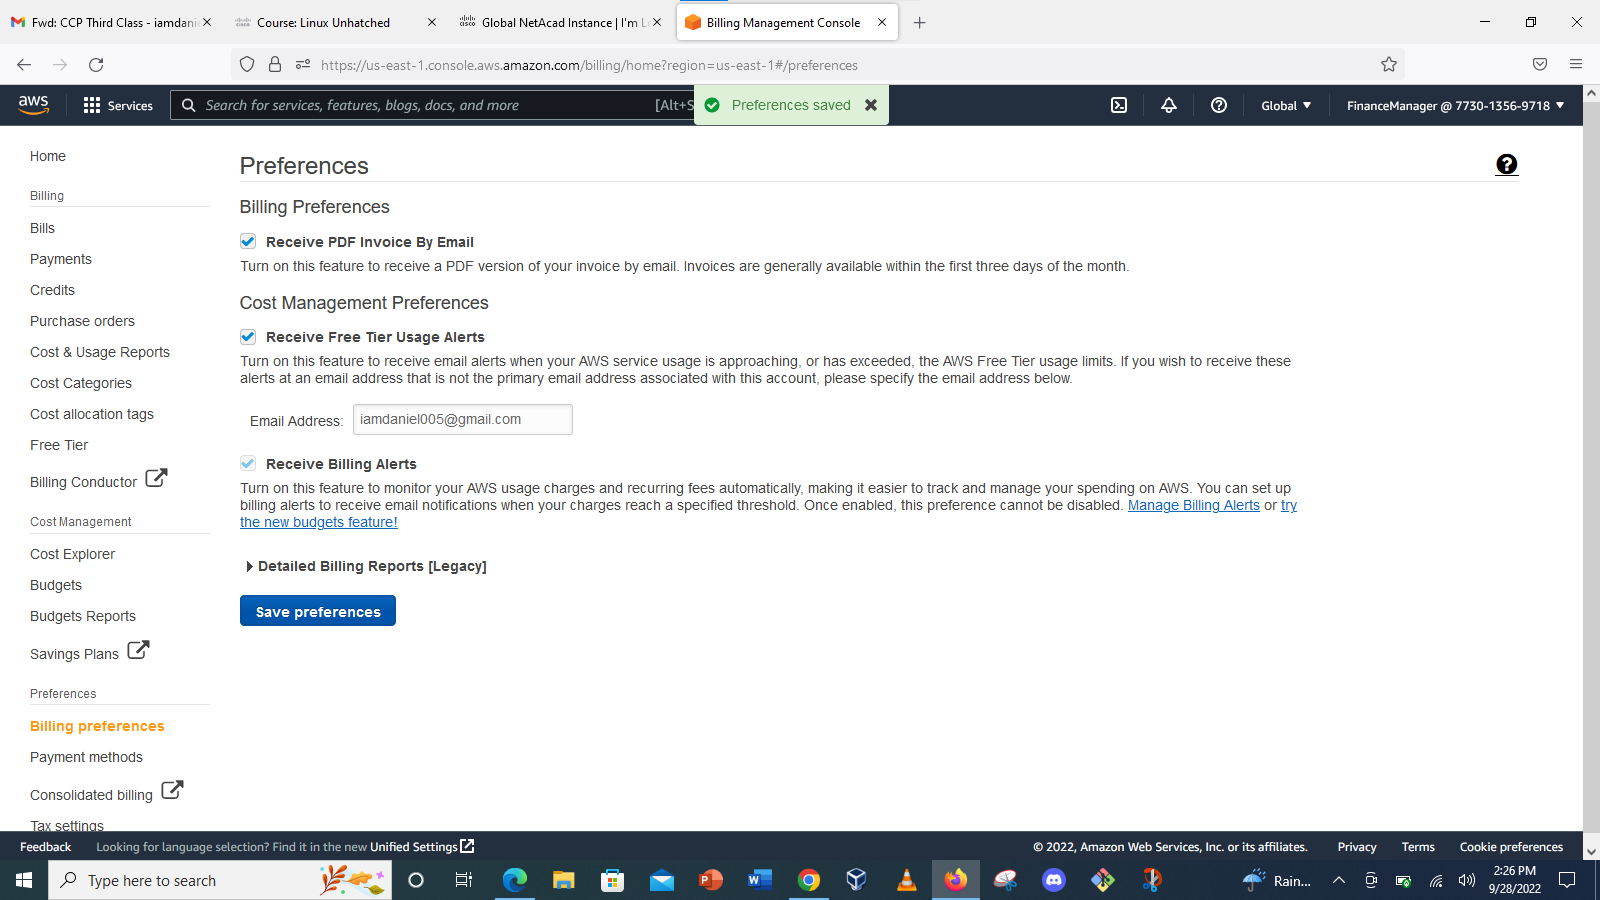 Fwd: CCP Third Class - iamdani
Course: Linux Unhatched
Global NetAcad Instance | I'm L
Billing Management Console
https://us-east-1.console.aws.amazon.com/billing/home?region=us-east-1#/preferences
aws
Services
Search for services, features, blogs, docs, and more
[Alt+S
Preferences saved
Global
FinanceManager @ 7730-1356-9718
Home
Billing
Bills
Payments
Credits
Purchase orders
Cost & Usage Reports
Cost Categories
Cost allocation tags
Free Tier
Billing Conductor
Cost Management
Cost Explorer
Budgets
Budgets Reports
Savings Plans
Preferences
Billing preferences
Payment methods
Consolidated billing
Tax settings
Preferences
Billing Preferences
Receive PDF Invoice By Email
Turn on this feature to receive a PDF version of your invoice by email. Invoices are generally available within the first three days of the month.
Cost Management Preferences
Receive Free Tier Usage Alerts
Turn on this feature to receive email alerts when your AWS service usage is approaching, or has exceeded, the AWS Free Tier usage limits. If you wish to receive these
alerts at an email address that is not the primary email address associated with this account, please specify the email address below.
Email Address: iamdaniel005@gmail.com
Receive Billing Alerts
Turn on this feature to monitor your AWS usage charges and recurring fees automatically, making it easier to track and manage your spending on AWS. You can set up
billing alerts to receive email notifications when your charges reach a specified threshold. Once enabled, this preference cannot be disabled. Manage Billing Alerts or try
the new budgets feature!
Detailed Billing Reports [Legacy]
Save preferences
Feedback
Looking for language selection? Find it in the new Unified Settings
© 2022, Amazon Web Services, Inc. or its affiliates.
Privacy
Terms
Cookie preferences
Type here to search
Rain...
2:26 PM
9/28/2022